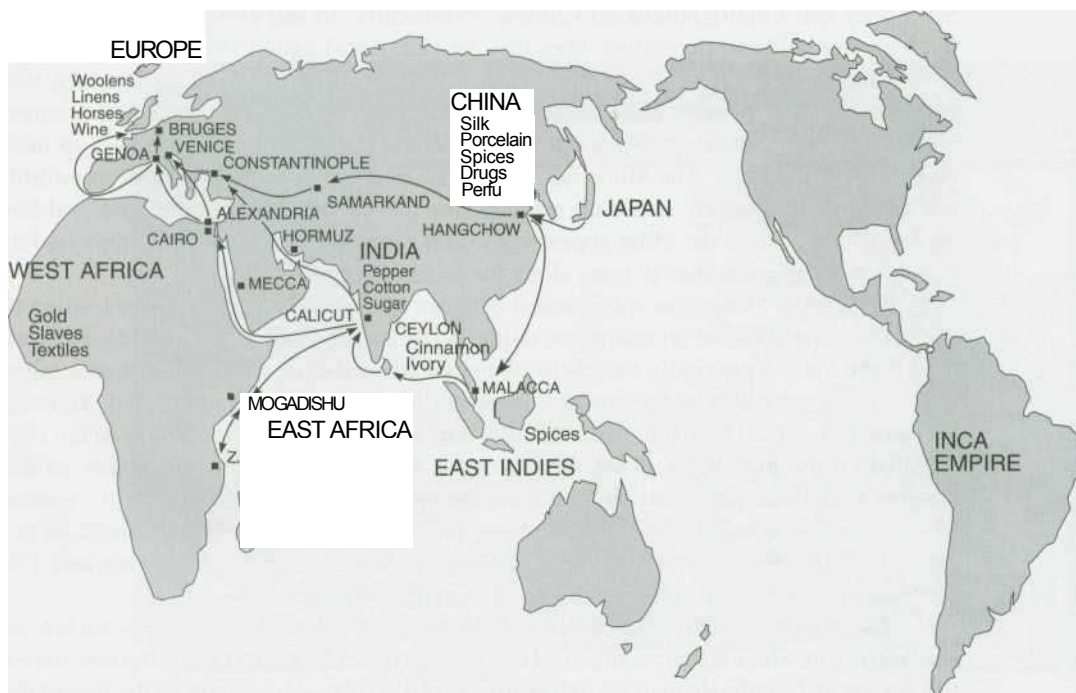 EUROPE
Woolens
Linens
Horses
Wine
BRUGES
VENICE
GENOA
CONSTANTINOPLE
SAMARKAND
CHINA
Silk
Porcelain
Spices
Drugs
Perfu
JAPAN
HANGCHOW
ALEXANDRIA
CAIRO
HORMUZ
INDIA
Pepper
Cotton
Sugar
WEST AFRICA
MECCA
CALICUT
Gold
Slaves
Textiles
CEYLON
Cinnamon
Ivory
MALACCA
MOGADISHU
EAST AFRICA
Z
Spices
EAST INDIES
INCA
EMPIRE